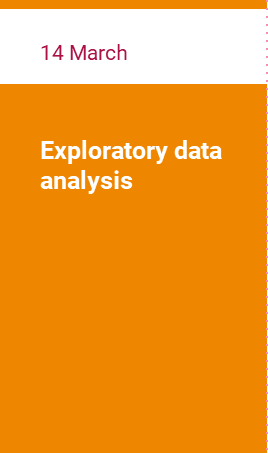 14 March
Exploratory data
analysis